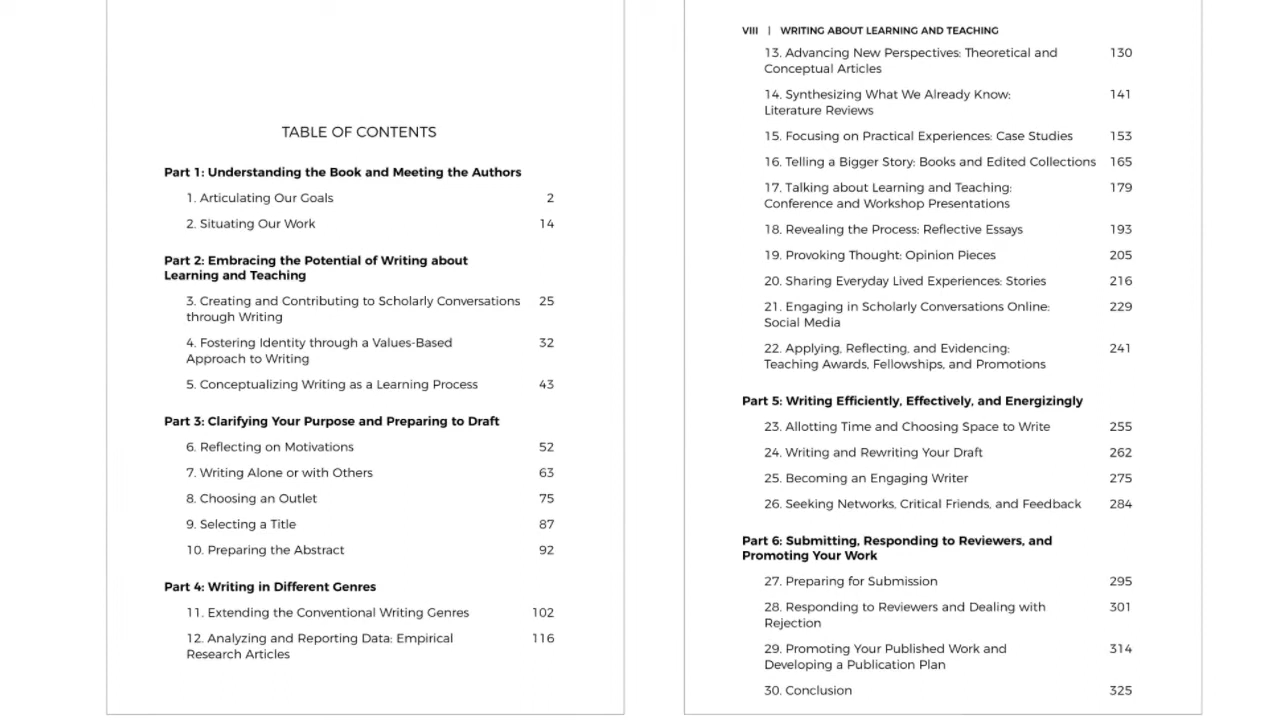 TABLE OF CONTENTS
Part 1: Understanding the Book and Meeting the Authors
1. Articulating Our Goals 2
2. Situating Our Work 14
Part 2: Embracing the Potential of Writing about
Learning and Teaching
3. Creating and Contributing to Scholarly Conversations 25
through Writing
4. Fostering Identity through a Values-Based 32
Approach to Writing
5. Conceptualizing Writing as a Learning Process 43
Part 3: Clarifying Your Purpose and Preparing to Draft
6. Reflecting on Motivations 52
7. Writing Alone or with Others 63
8. Choosing an Outlet 75
9. Selecting a Title 87
10. Preparing the Abstract 92
Part 4: Writing in Different Genres
11. Extending the Conventional Writing Genres 102
12. Analyzing and Reporting Data: Empirical 116
Research Articles
VIII | WRITING ABOUT LEARNING AND TEACHING
13. Advancing New Perspectives: Theoretical and 130
Conceptual Articles
14. Synthesizing What We Already Know: 141
Literature Reviews
15. Focusing on Practical Experiences: Case Studies 153
16. Telling a Bigger Story: Books and Edited Collections 165
17. Talking about Learning and Teaching: 179
Conference and Workshop Presentations
18. Revealing the Process: Reflective Essays 193
19. Provoking Thought: Opinion Pieces 205
20. Sharing Everyday Lived Experiences: Stories 216
21. Engaging in Scholarly Conversations Online: 229
Social Media
22. Applying, Reflecting, and Evidencing: 241
Teaching Awards, Fellowships, and Promotions
Part 5: Writing Efficiently, Effectively, and Energizingly
23. Allotting Time and Choosing Space to Write 255
24. Writing and Rewriting Your Draft 262
25. Becoming an Engaging Writer 275
26. Seeking Networks, Critical Friends, and Feedback 284
Part 6: Submitting, Responding to Reviewers, and
Promoting Your Work
27. Preparing for Submission 295
28. Responding to Reviewers and Dealing with 301
Rejection
29. Promoting Your Published Work and 314
Developing a Publication Plan
30. Conclusion 325